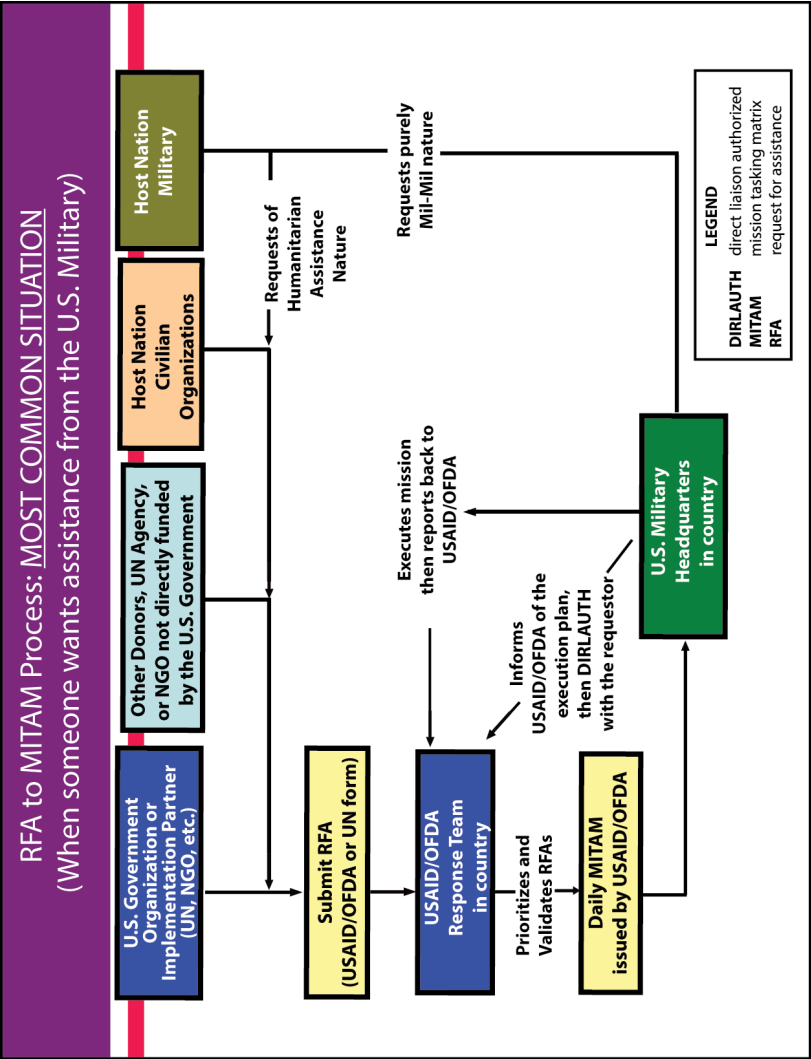 RFA to MITAM Process: MOST COMMON SITUATION
(When someone wants assistance from the U.S. Military)
U.S. Government
Organization or
Implementation Partner
(UN, NGO, etc.)
Other Donors, UN Agency,
or NGO not directly funded
by the U.S. Government
Host Nation
Civilian
Organizations
Host Nation
Military
Requests of
Humanitarian
Assistance
Nature
Submit RFA
(USAID/OFDA or UN form)
Requests purely
Mil-Mil nature
USAID/OFDA
Response Team
in country
Executes mission
then reports back to
USAID/OFDA
Prioritizes and
Validates RFAs
Informs
USAID/OFDA of the
execution plan,
then DIRLAUTH
with the requestor
Daily MITAM
issued by USAID/OFDA
U.S. Military
Headquarters
in country
LEGEND
DIRLAUTH direct liaison authorized
MITAM mission tasking matrix
RFA request for assistance